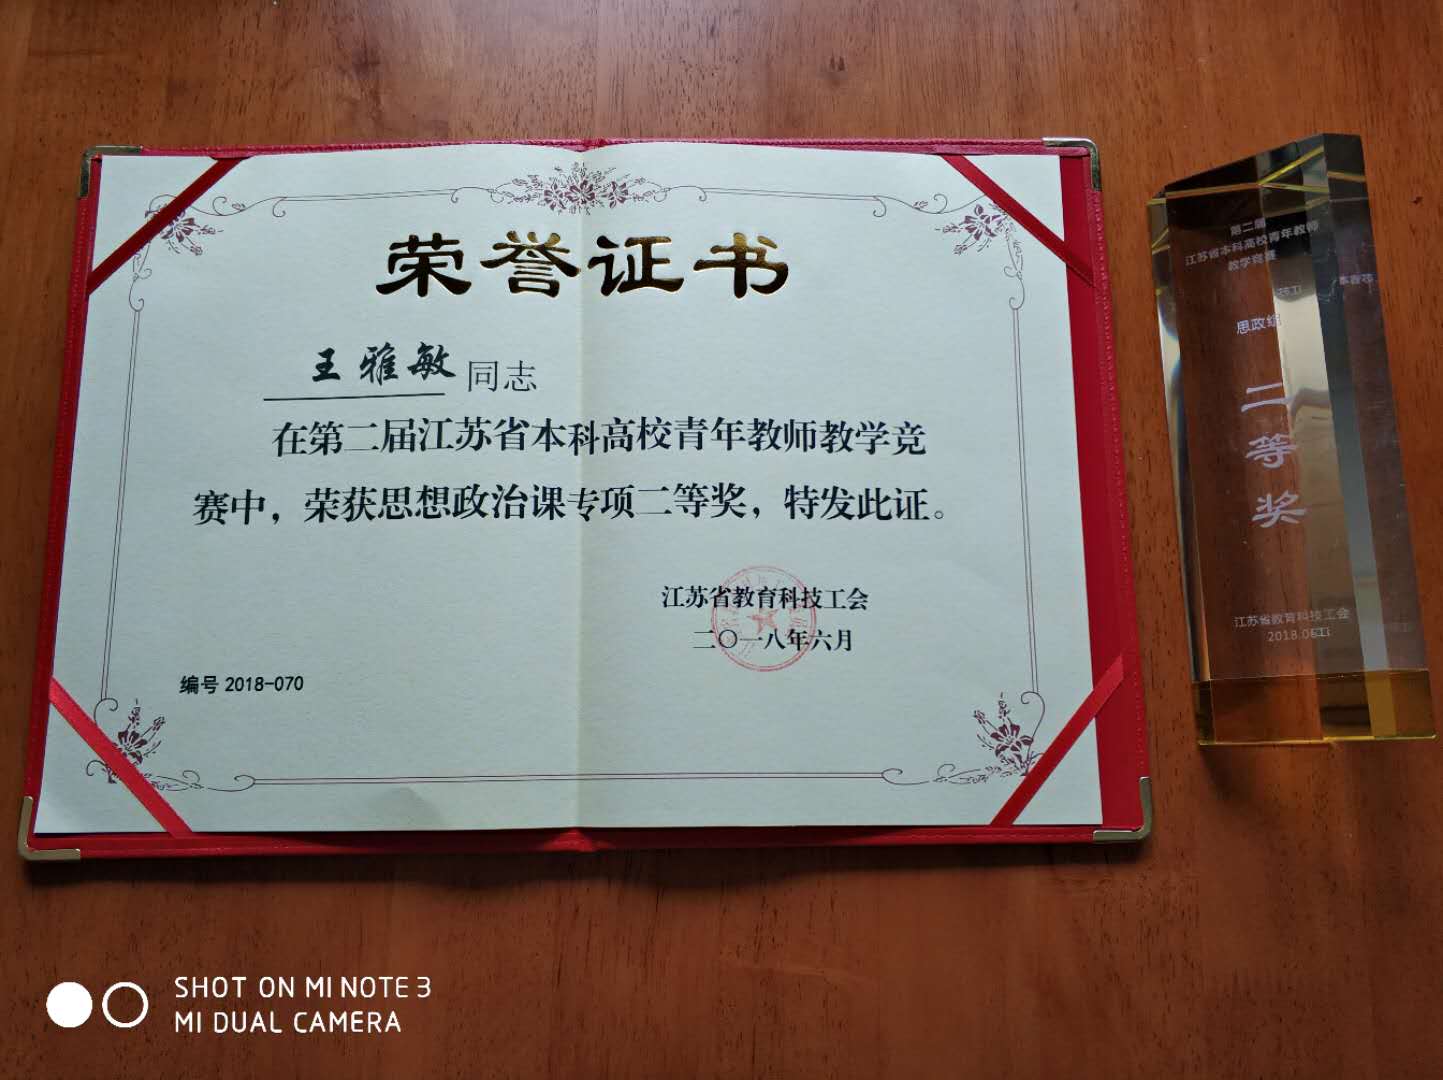 荣誉证书
王雅敏 同志
在第二届江苏省本科高校青年教师教学竞
赛中，荣获思想政治课专项二等奖，特发此证。
江苏省教育科技工会
二〇一八年六月
编号 2018-070
第二届
江苏省本科高校青年教师
教学竞赛
思政组
二等奖
江苏省教育科技工会
2018.06
SHOT ON MI NOTE 3
MI DUAL CAMERA